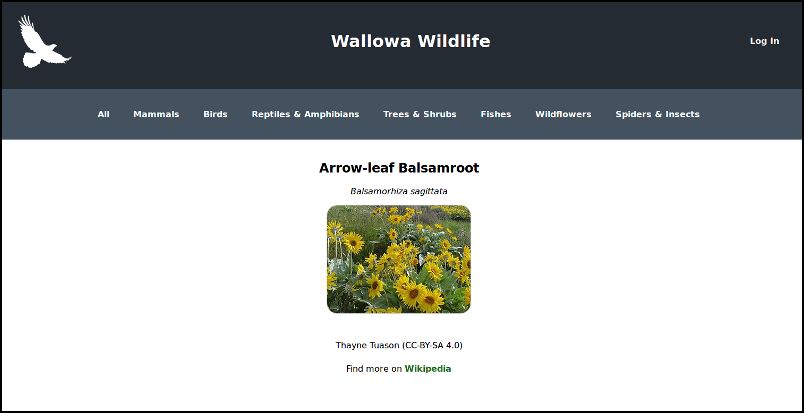 Wallowa Wildlife
Log In
All Mammals Birds Reptiles & Amphibians Trees & Shrubs Fishes Wildflowers Spiders & Insects
Arrow-leaf Balsamroot
Balsamorhiza sagittata
Thayne Tuason (CC-BY-SA 4.0)
Find more on Wikipedia